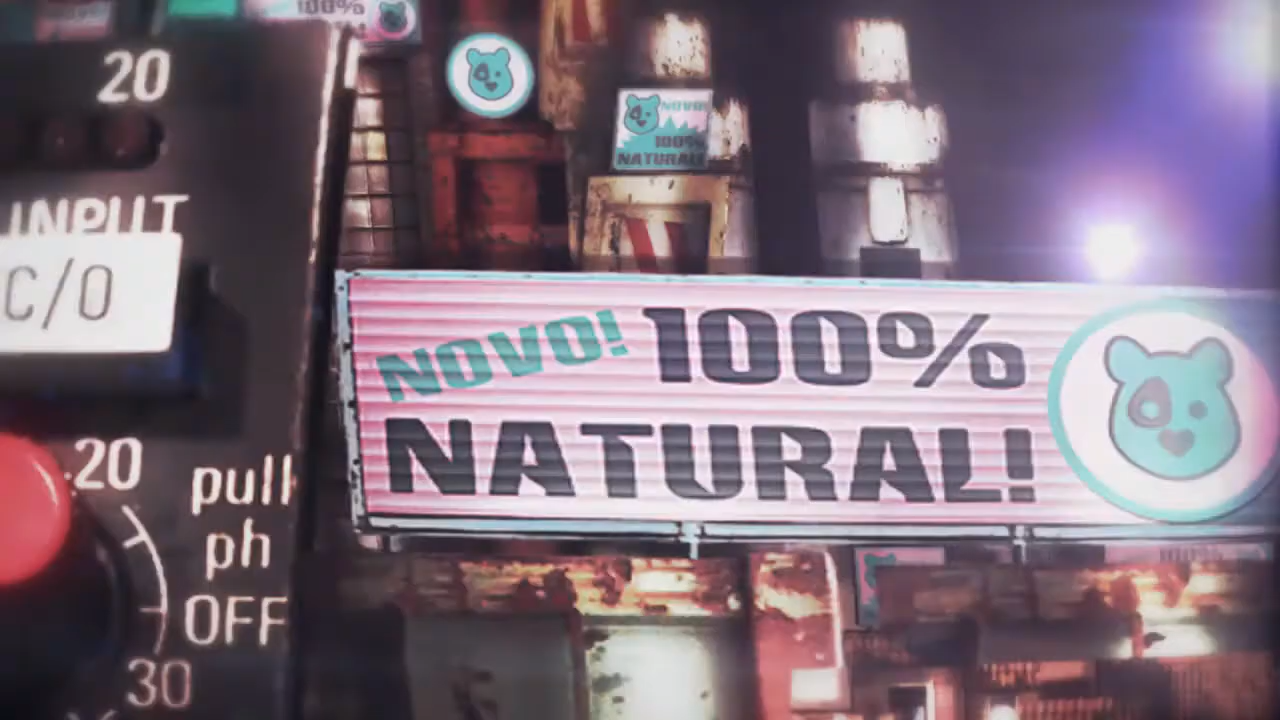 100%
20
INPUT
C/O
NOVO!
100%
NATURAL!
NOVO! 100%
NATURAL!
20
pull
ph
OFF
30